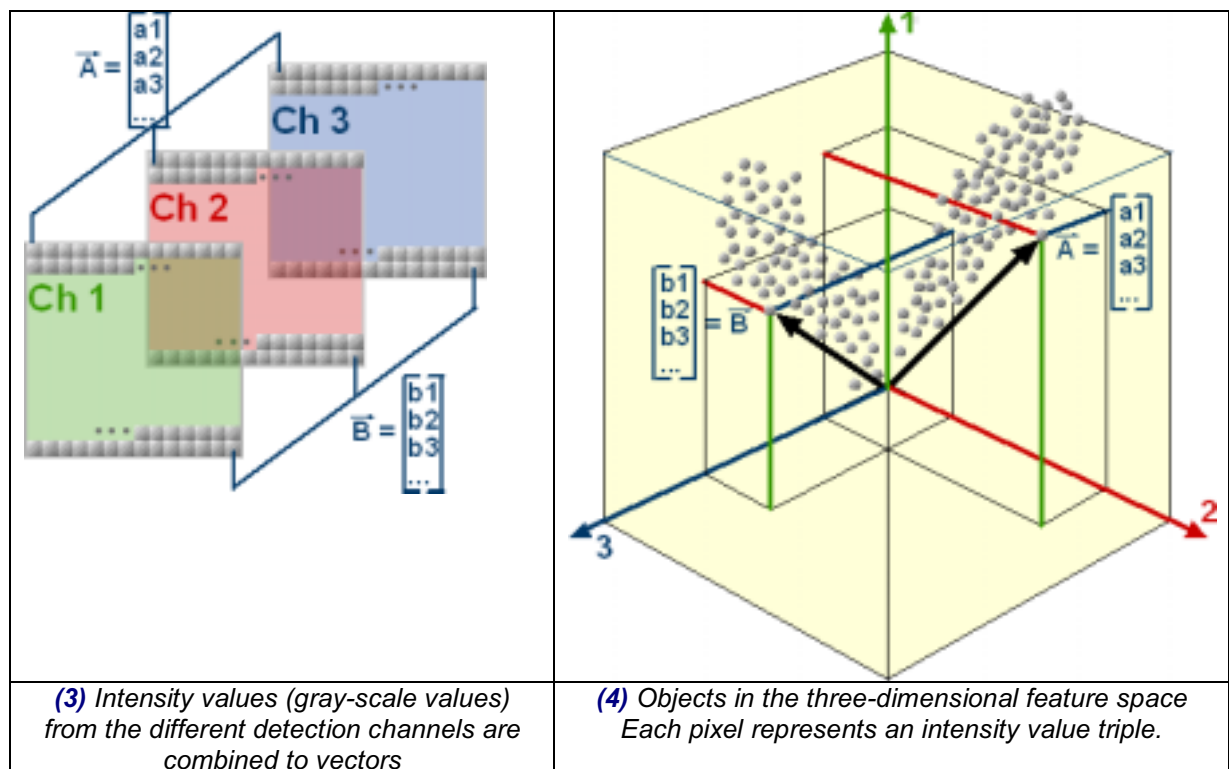 A = [a1
a2
a3
...]
Ch 3
Ch 2
Ch 1
B = [b1
b2
b3
...]
1
A = [a1
a2
a3
...]
[b1
b2
b3
...] = B
3
2
(3) Intensity values (gray-scale values)
from the different detection channels are
combined to vectors
(4) Objects in the three-dimensional feature space
Each pixel represents an intensity value triple.